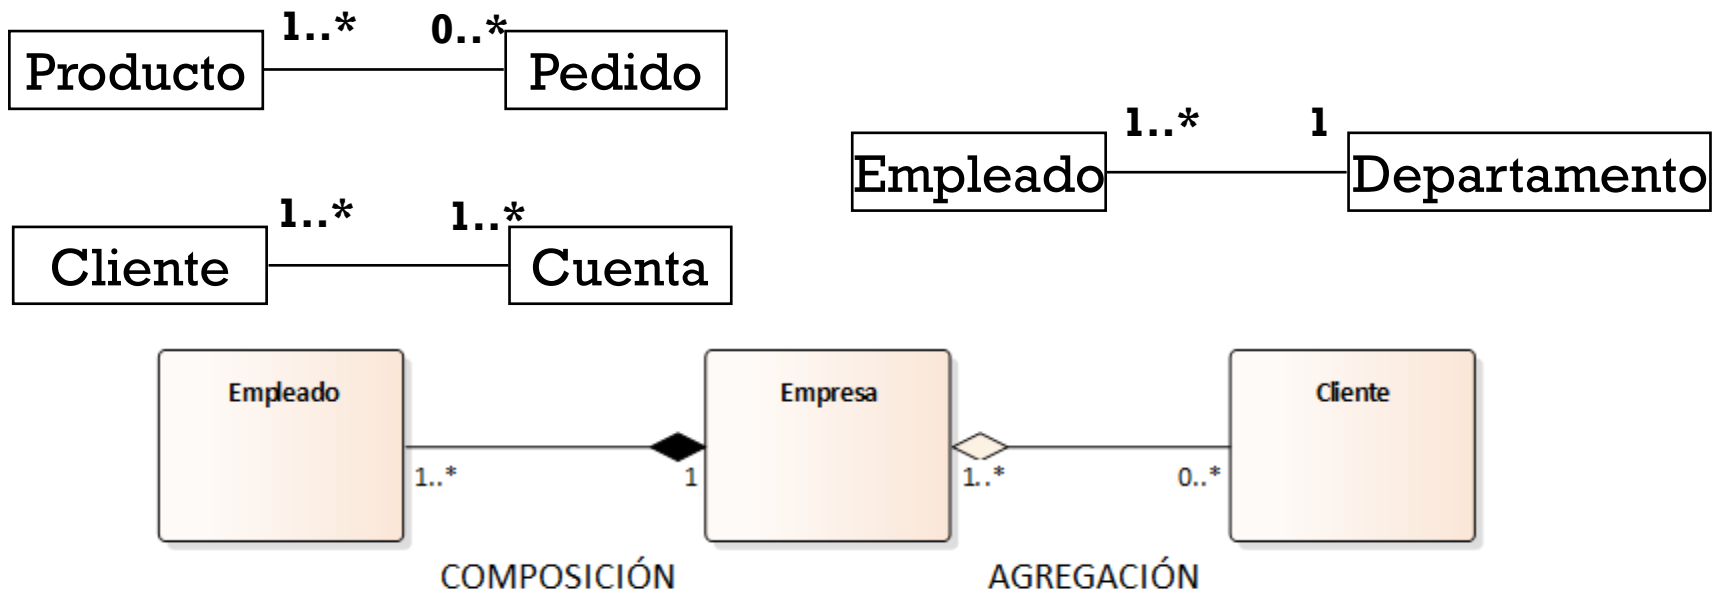 1..* 0..*
Producto Pedido
1..* 1
Empleado Departamento
1..* 1..*
Cliente Cuenta
Empleado Empresa Cliente
1..* 1 1..* 0..*
COMPOSICIÓN AGREGACIÓN